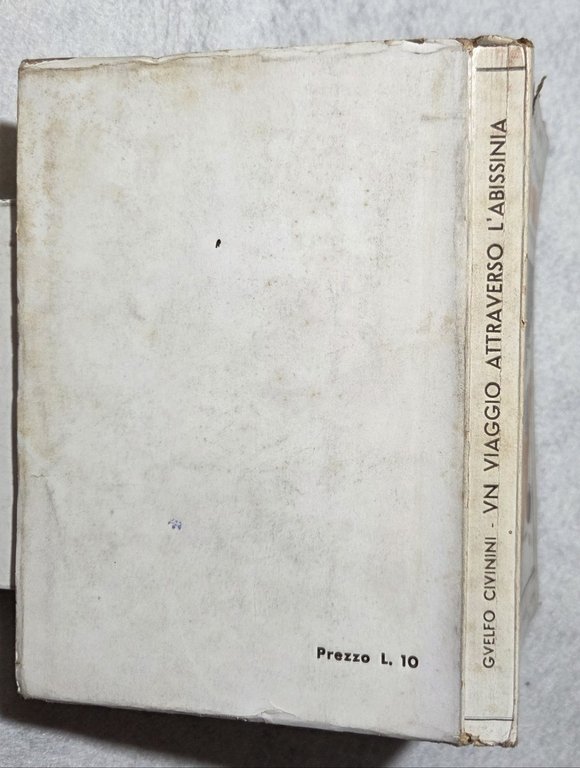 Prezzo L. 10
GVELFO CIVININI - VN VIAGGIO ATTRAVERSO L'ABISSINIA